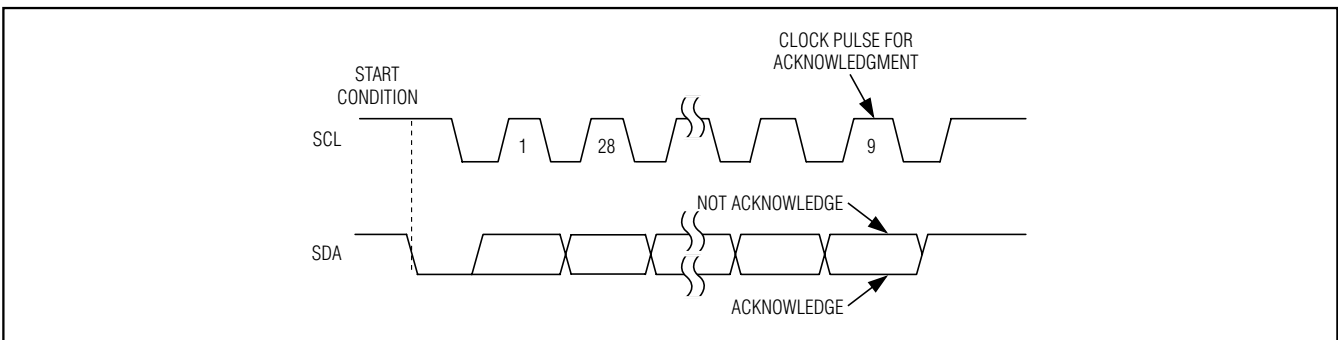 CLOCK PULSE FOR
ACKNOWLEDGMENT
START
CONDITION
SCL
1
28
9
NOT ACKNOWLEDGE
SDA
ACKNOWLEDGE